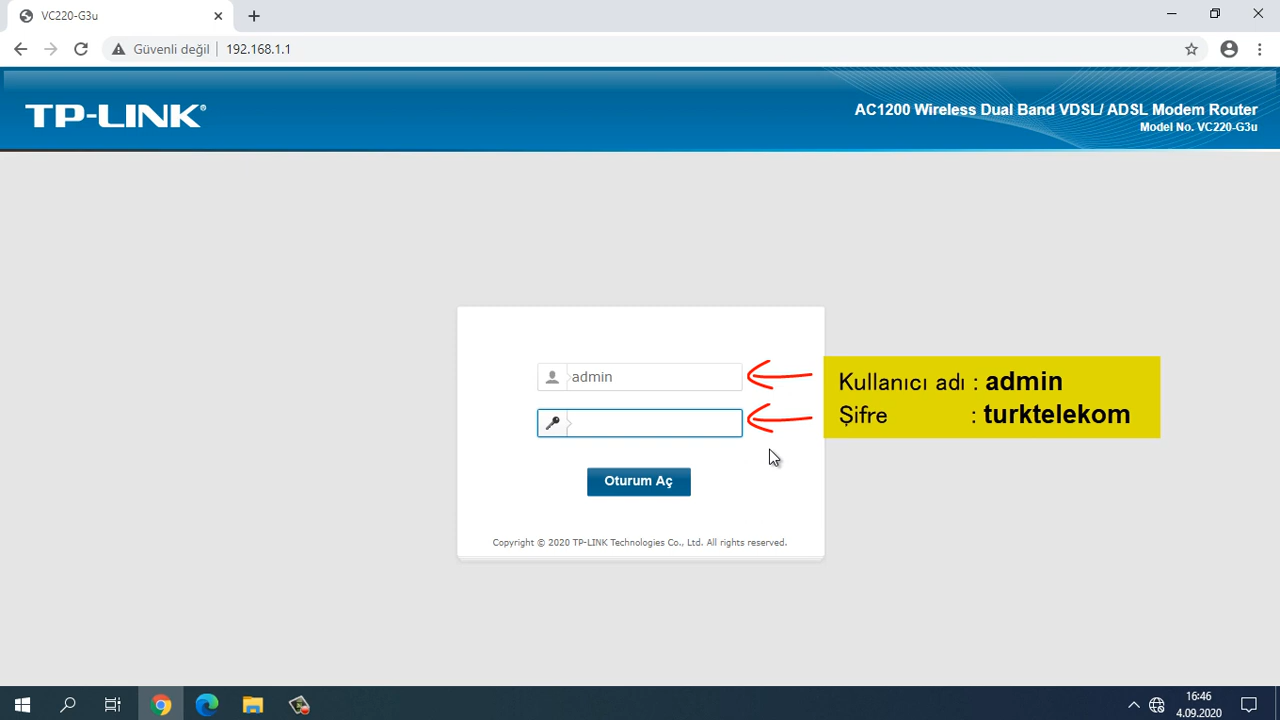 VC220-G3u
Güvenli değil
192.168.1.1
TP-LINK®
AC1200 Wireless Dual Band VDSL/ ADSL Modem Router
Model No. VC220-G3u
admin
Kullanıcı adı : admin
Şifre : turktelekom
Oturum Aç
Copyright © 2020 TP-LINK Technologies Co., Ltd. All rights reserved.
16:46
4.09.2020